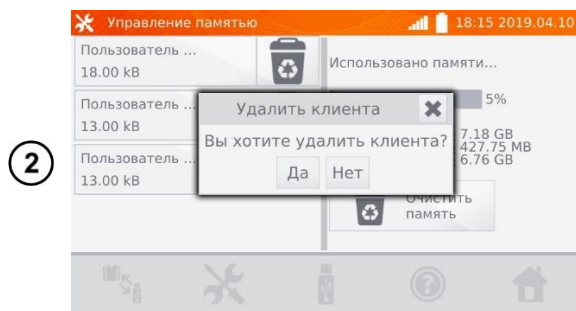 2
Управление памятью
18:15 2019.04.10
Пользователь ...
18.00 kB
Пользователь
13.00 kB
Пользователь ...
13.00 kB
Использовано памяти...
5%
7.18 GB
427.75 MB
6.76 GB
Очистить
память
Удалить клиента
Вы хотите удалить клиента?
Да Нет